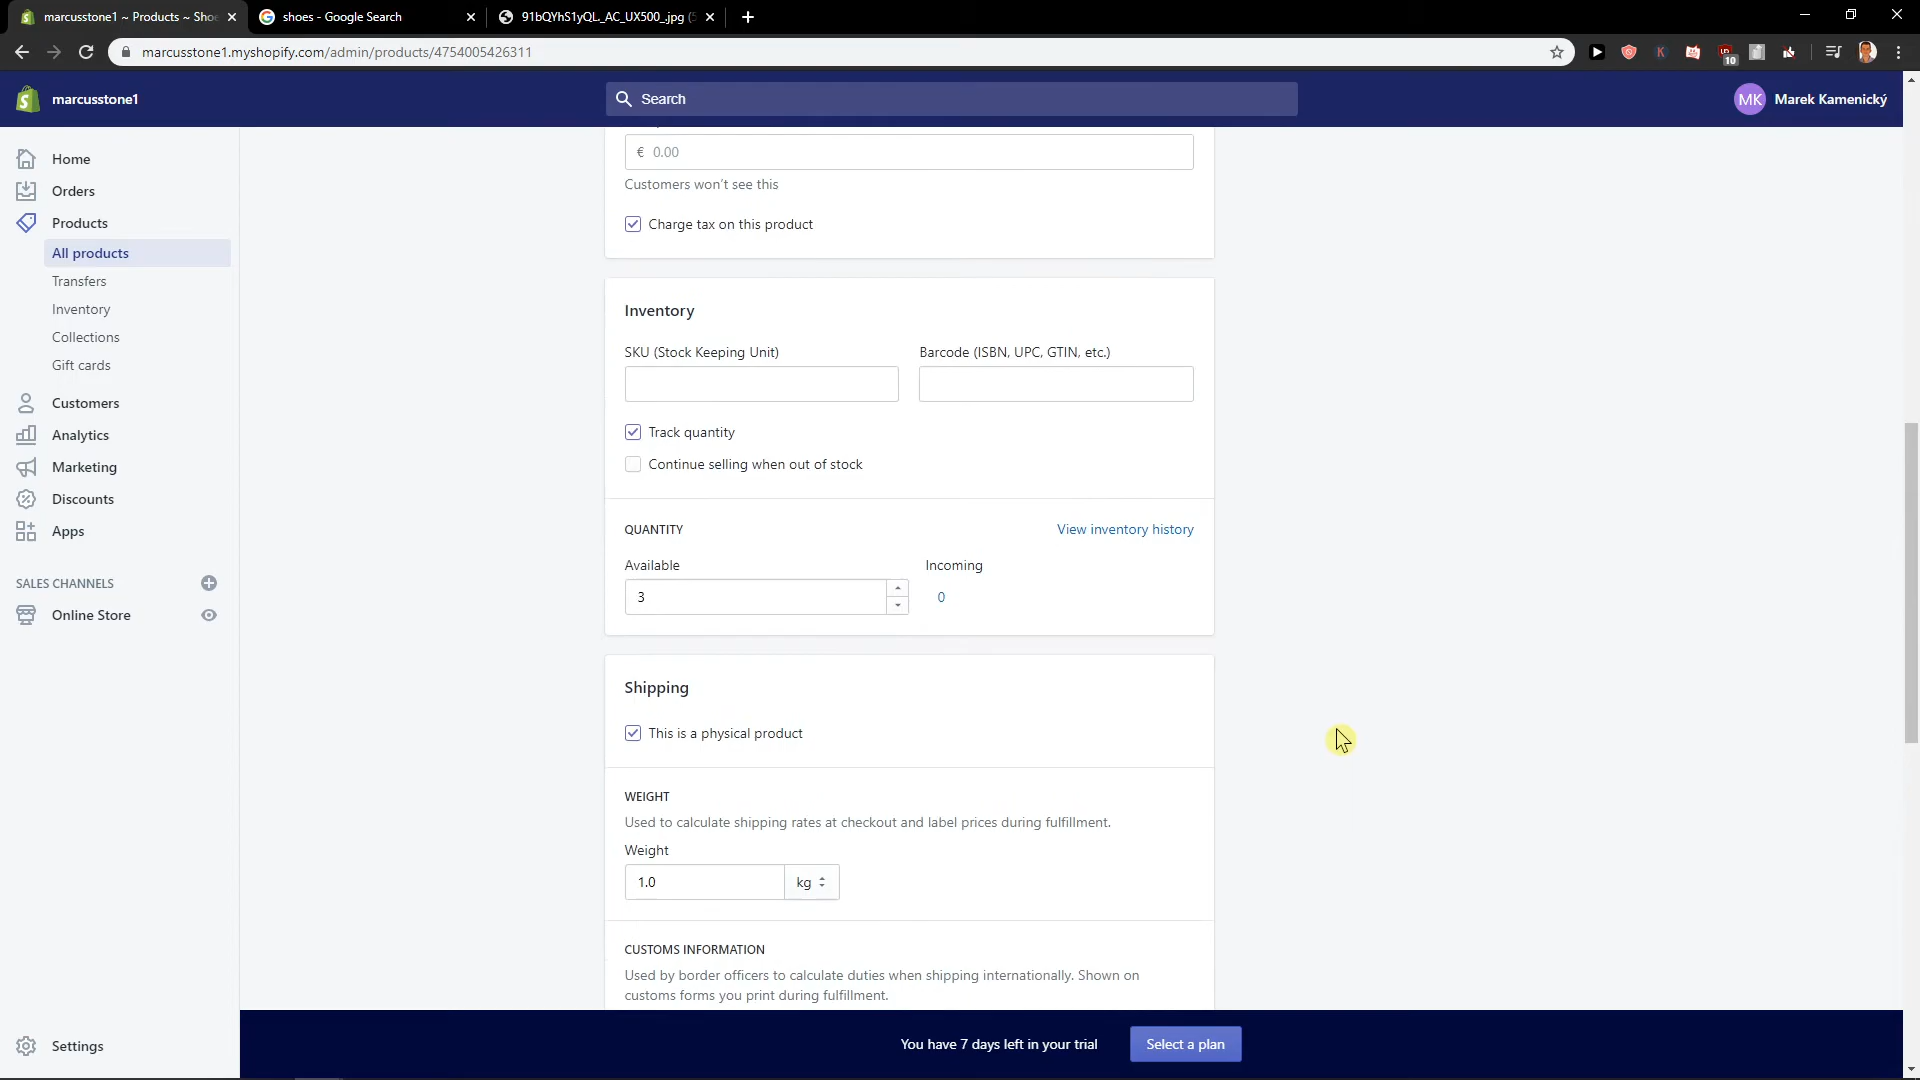 marcusstone1 ~ Products ~ Shoe
shoes - Google Search
91bQYhS1yQL._AC_UX500_.jpg (5
marcusstone1.myshopify.com/admin/products/4754005426311
10
marcusstone1
Search
MK
Marek Kamenický
Home
Orders
Products
All products
Transfers
Inventory
Collections
Gift cards
Customers
Analytics
Marketing
Discounts
Apps
SALES CHANNELS
Online Store
Settings
€ 0.00
Customers won't see this
Charge tax on this product
Inventory
SKU (Stock Keeping Unit)
Barcode (ISBN, UPC, GTIN, etc.)
Track quantity
Continue selling when out of stock
QUANTITY
View inventory history
Available
Incoming
3
0
Shipping
This is a physical product
WEIGHT
Used to calculate shipping rates at checkout and label prices during fulfillment.
Weight
1.0
kg
CUSTOMS INFORMATION
Used by border officers to calculate duties when shipping internationally. Shown on
customs forms you print during fulfillment.
You have 7 days left in your trial
Select a plan